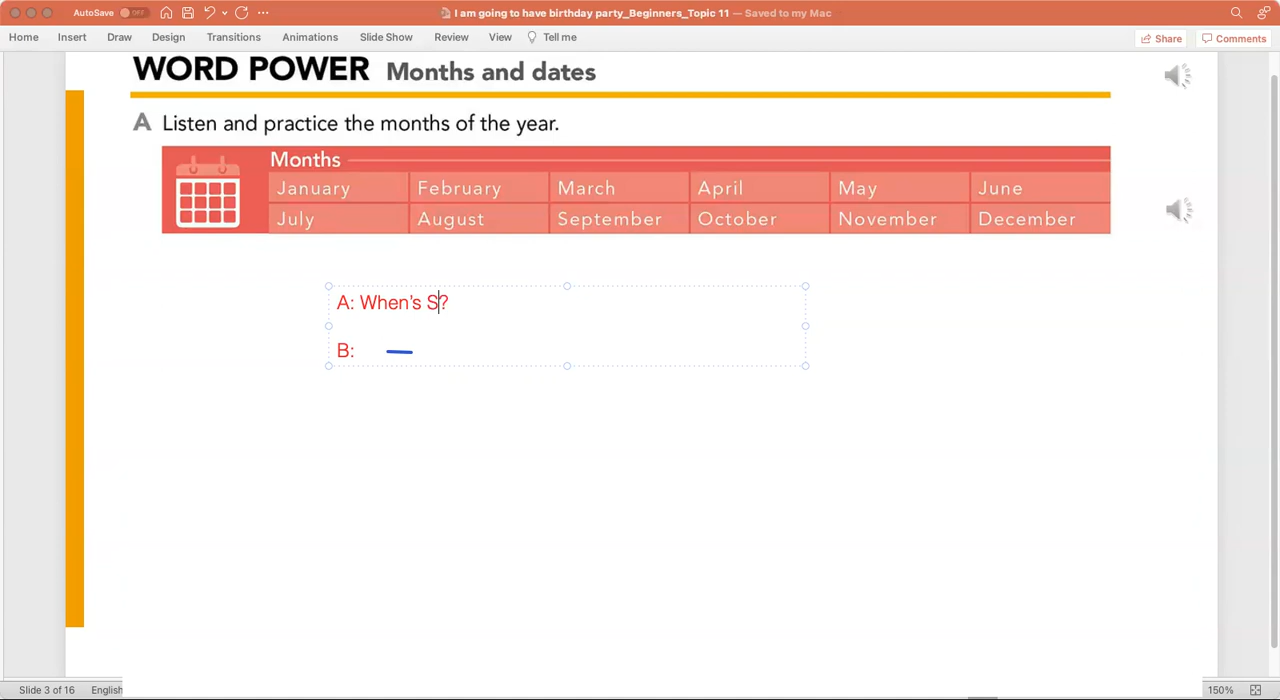 AutoSave OFF I am going to have birthday party_Beginners_Topic 11 — Saved to my Mac
Home Insert Draw Design Transitions Animations Slide Show Review View Tell me Share Comments
WORD POWER Months and dates
A Listen and practice the months of the year.
Months
January February March April May June
July August September October November December
A: When's S?
B:
Slide 3 of 16 English 150%